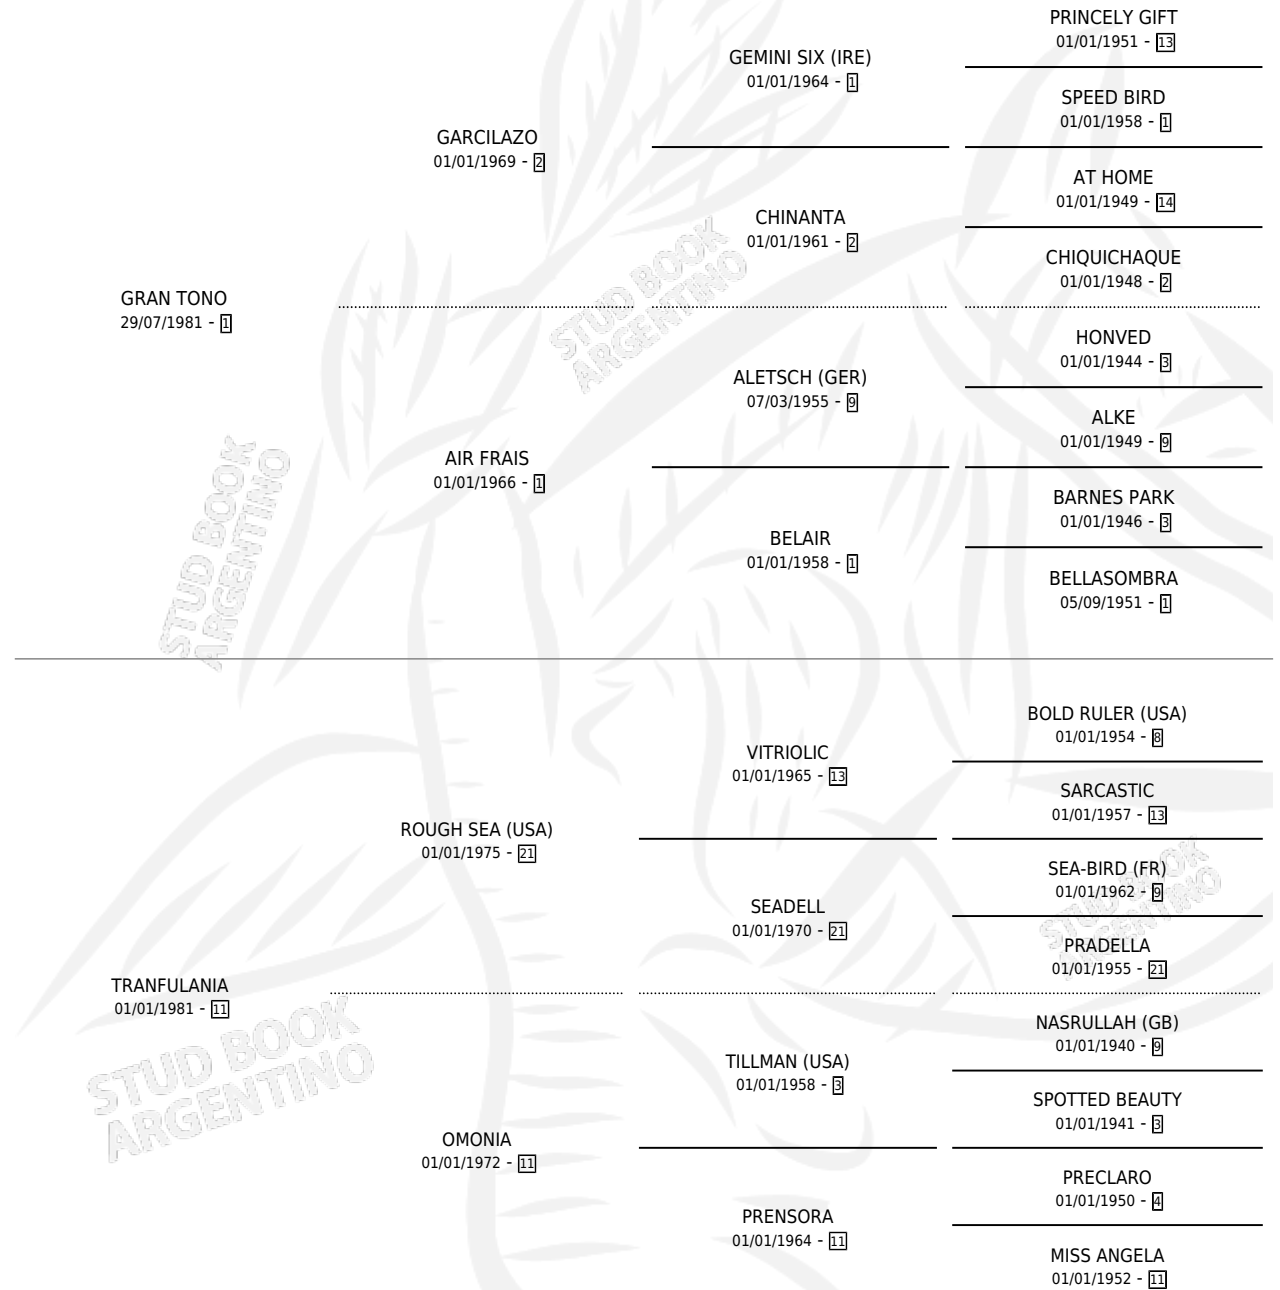 PRINCELY GIFT
01/01/1951 - 13
GEMINI SIX (IRE)
01/01/1964 - 1
SPEED BIRD
01/01/1958 - 1
GARCILAZO
01/01/1969 - 2
AT HOME
01/01/1949 - 14
CHINANTA
01/01/1961 - 2
CHIQUICHAQUE
01/01/1948 - 2
GRAN TONO
29/07/1981 - 1
HONVED
01/01/1944 - 3
ALETSCH (GER)
07/03/1955 - 9
ALKE
01/01/1949 - 9
AIR FRAIS
01/01/1966 - 1
BARNES PARK
01/01/1946 - 3
BELAIR
01/01/1958 - 1
BELLASOMBRA
05/09/1951 - 1
BOLD RULER (USA)
01/01/1954 - 8
VITRIOLIC
01/01/1965 - 13
SARCASTIC
01/01/1957 - 13
ROUGH SEA (USA)
01/01/1975 - 21
SEA-BIRD (FR)
01/01/1962 - 9
SEADELL
01/01/1970 - 21
PRADELLA
01/01/1955 - 21
TRANFULANIA
01/01/1981 - 11
NASRULLAH (GB)
01/01/1940 - 9
TILLMAN (USA)
01/01/1958 - 3
SPOTTED BEAUTY
01/01/1941 - 3
OMONIA
01/01/1972 - 11
PRECLARO
01/01/1950 - 4
PRENSORA
01/01/1964 - 11
MISS ANGELA
01/01/1952 - 11
STUD BOOK
ARGENTINO
STUD BOOK
ARGENTINO
STUD BOOK
ARGENTINO
STUD BOOK
ARGENTINO